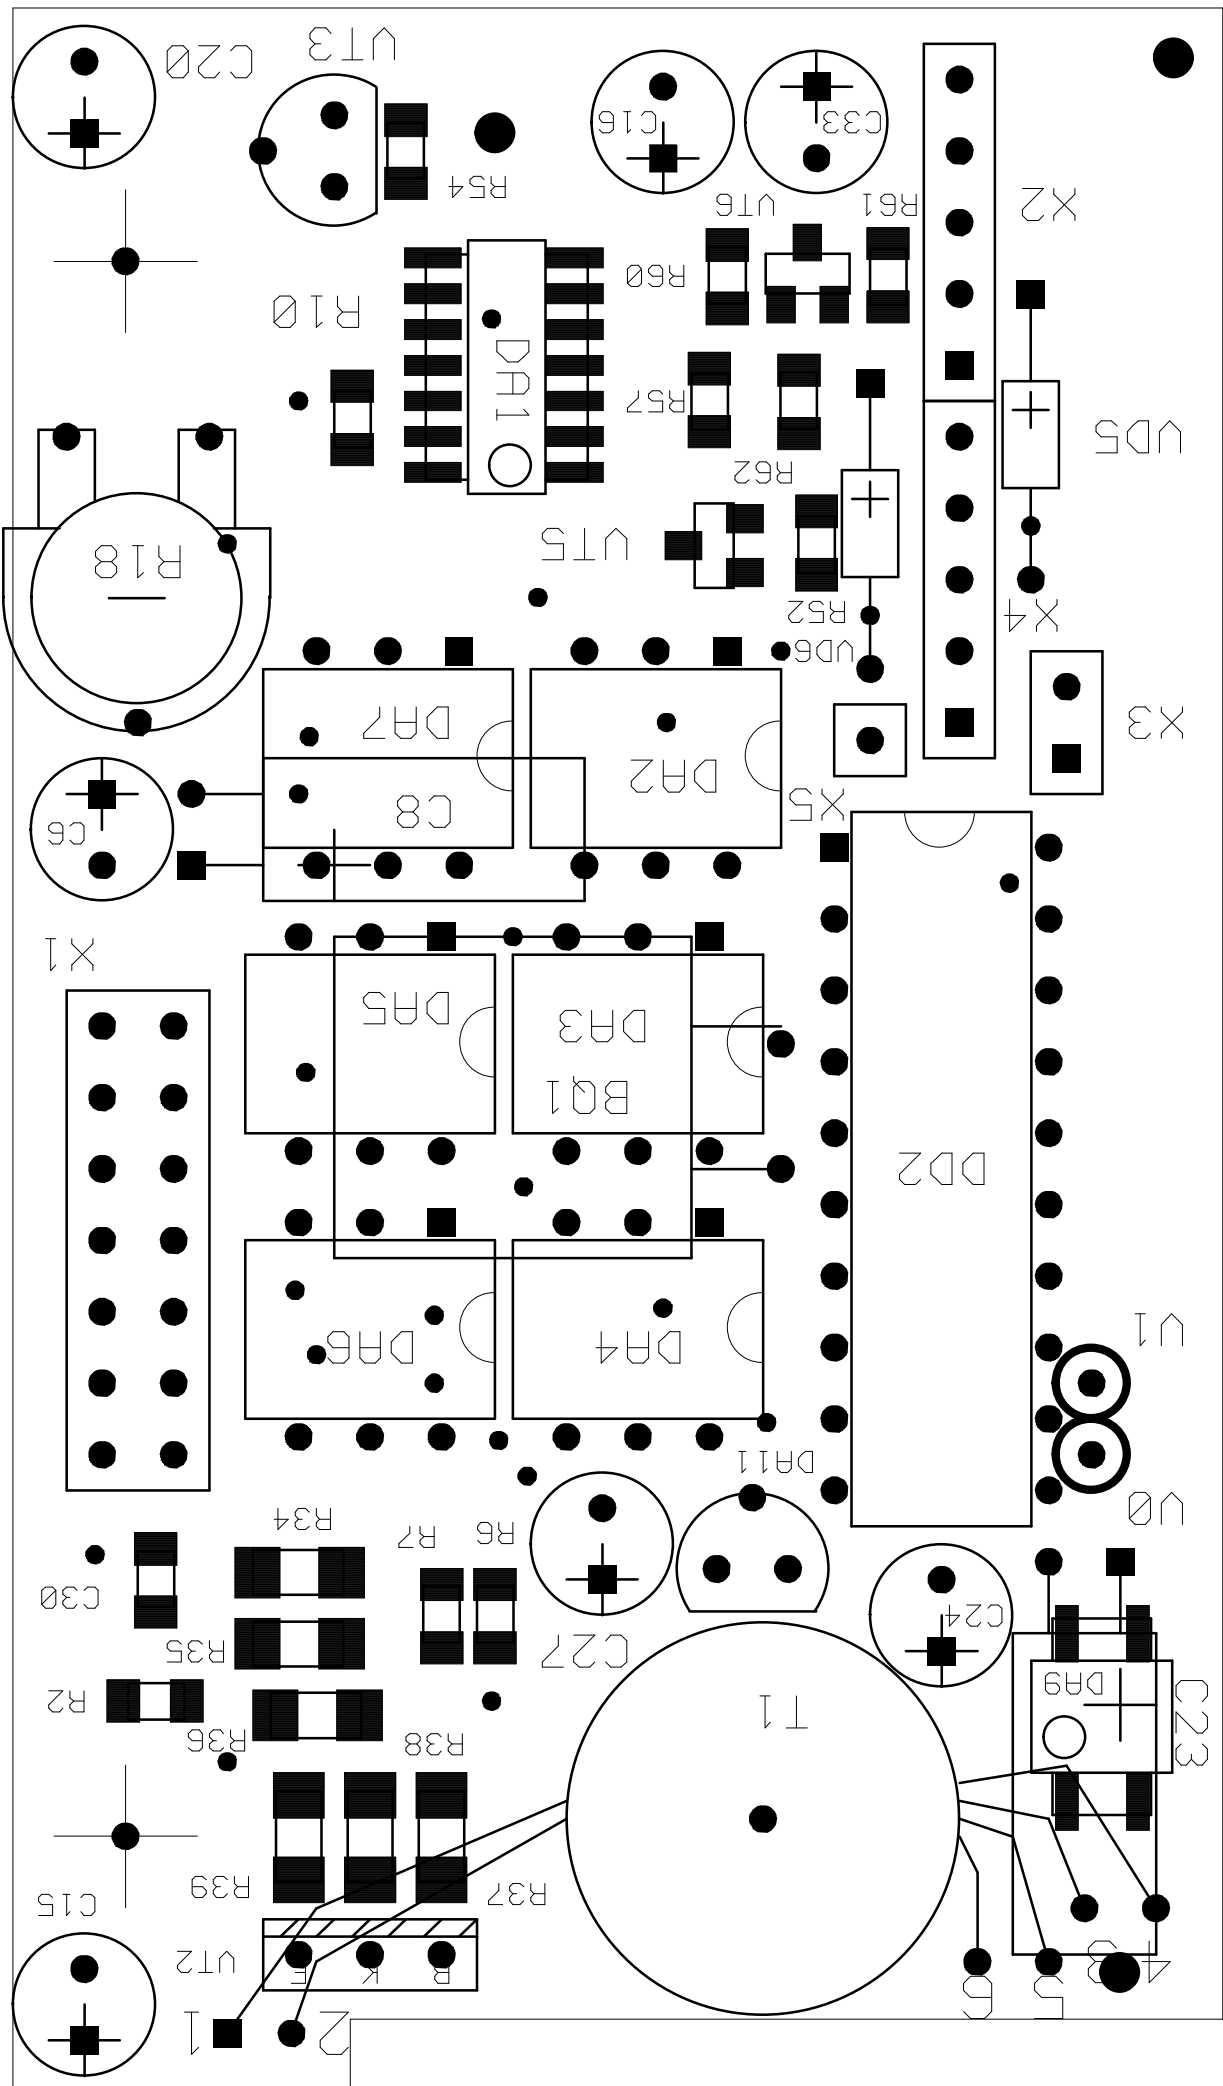 C20
VT3
C16
C33
R54
VT6
R61
X2
R60
R10
DA1
R57
VD5
R62
VT5
R18
R52
X4
VD6
DA7
X3
DA2
C8
X5
C6
X1
DA5
DA3
BQ1
DD2
V1
DA6
DA4
DA11
V0
R34
R7
R6
C30
C27
C24
R35
DA9
R2
T1
C23
R36
R38
R39
R37
C15
VT2
E
K
B
3
4
6
5
1
2